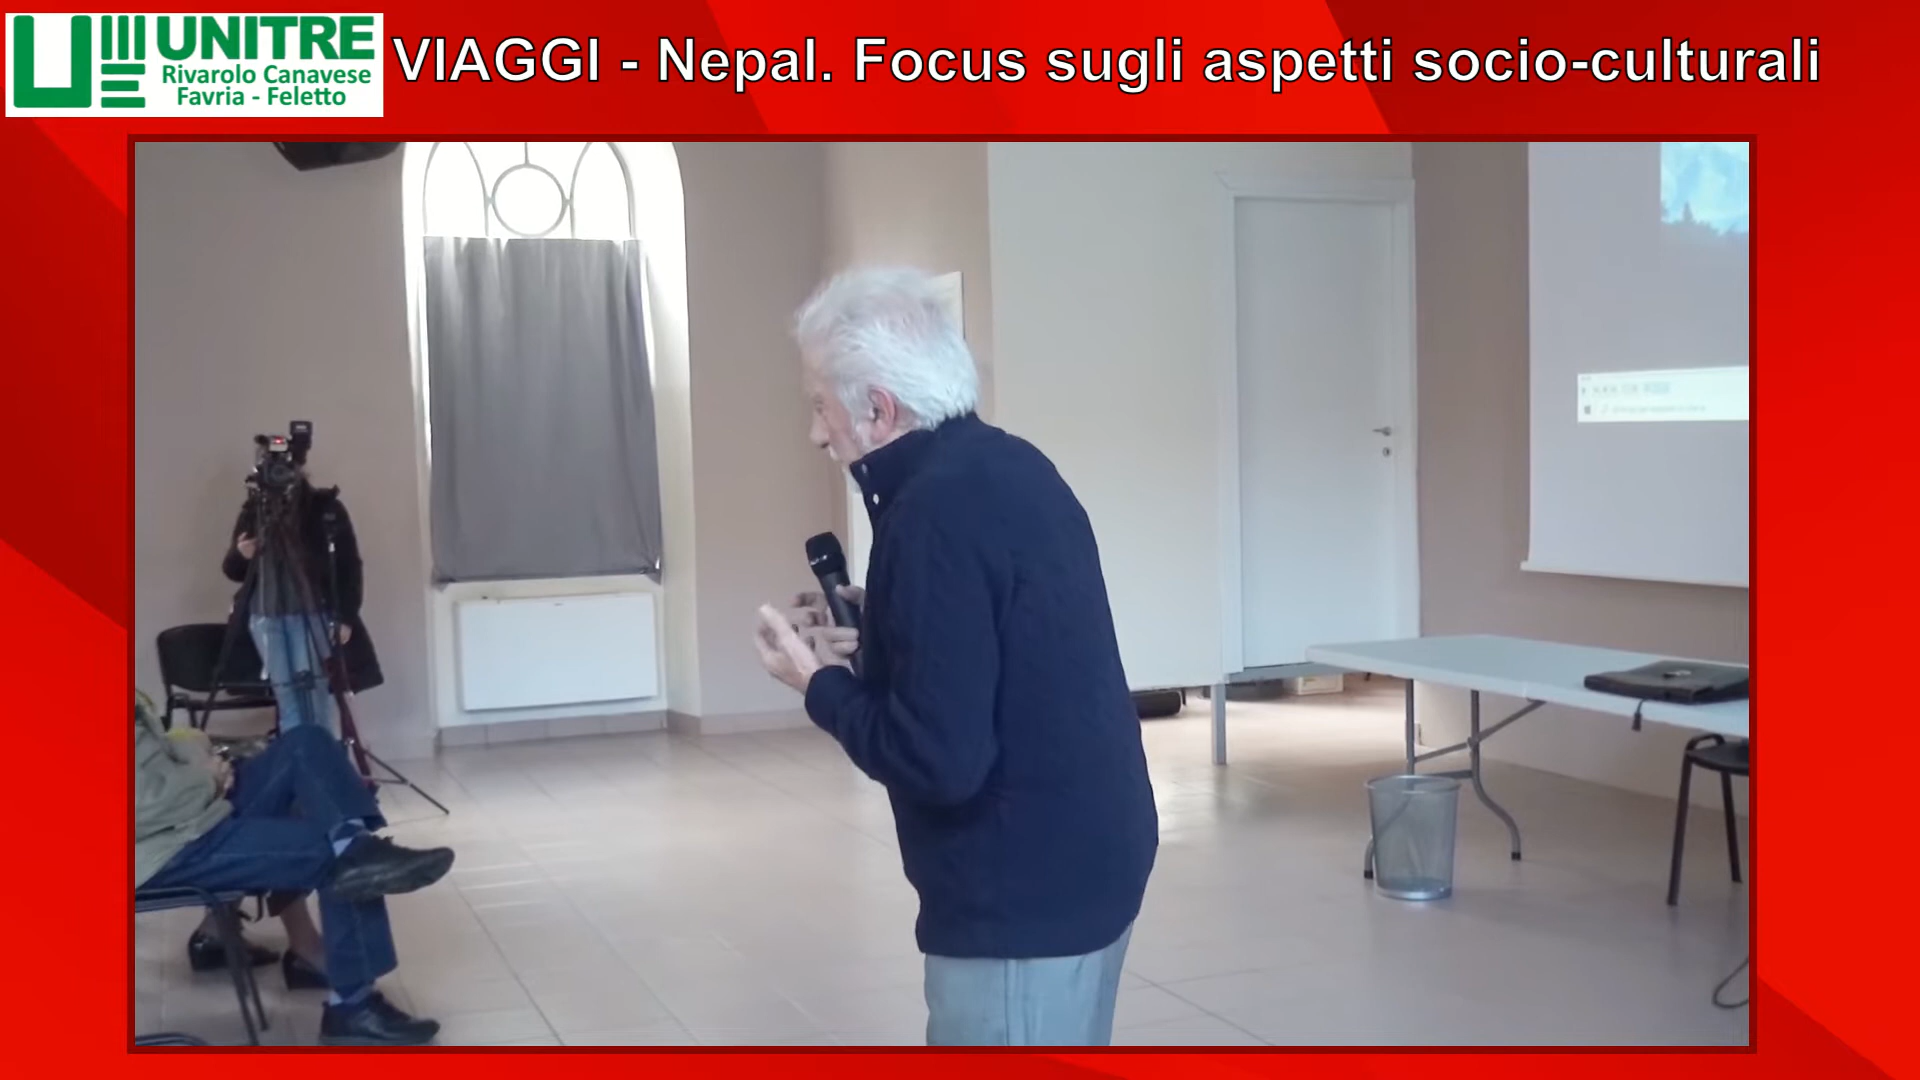 UNITRE
Rivarolo Canavese
Favria - Feletto
VIAGGI - Nepal. Focus sugli aspetti socio-culturali